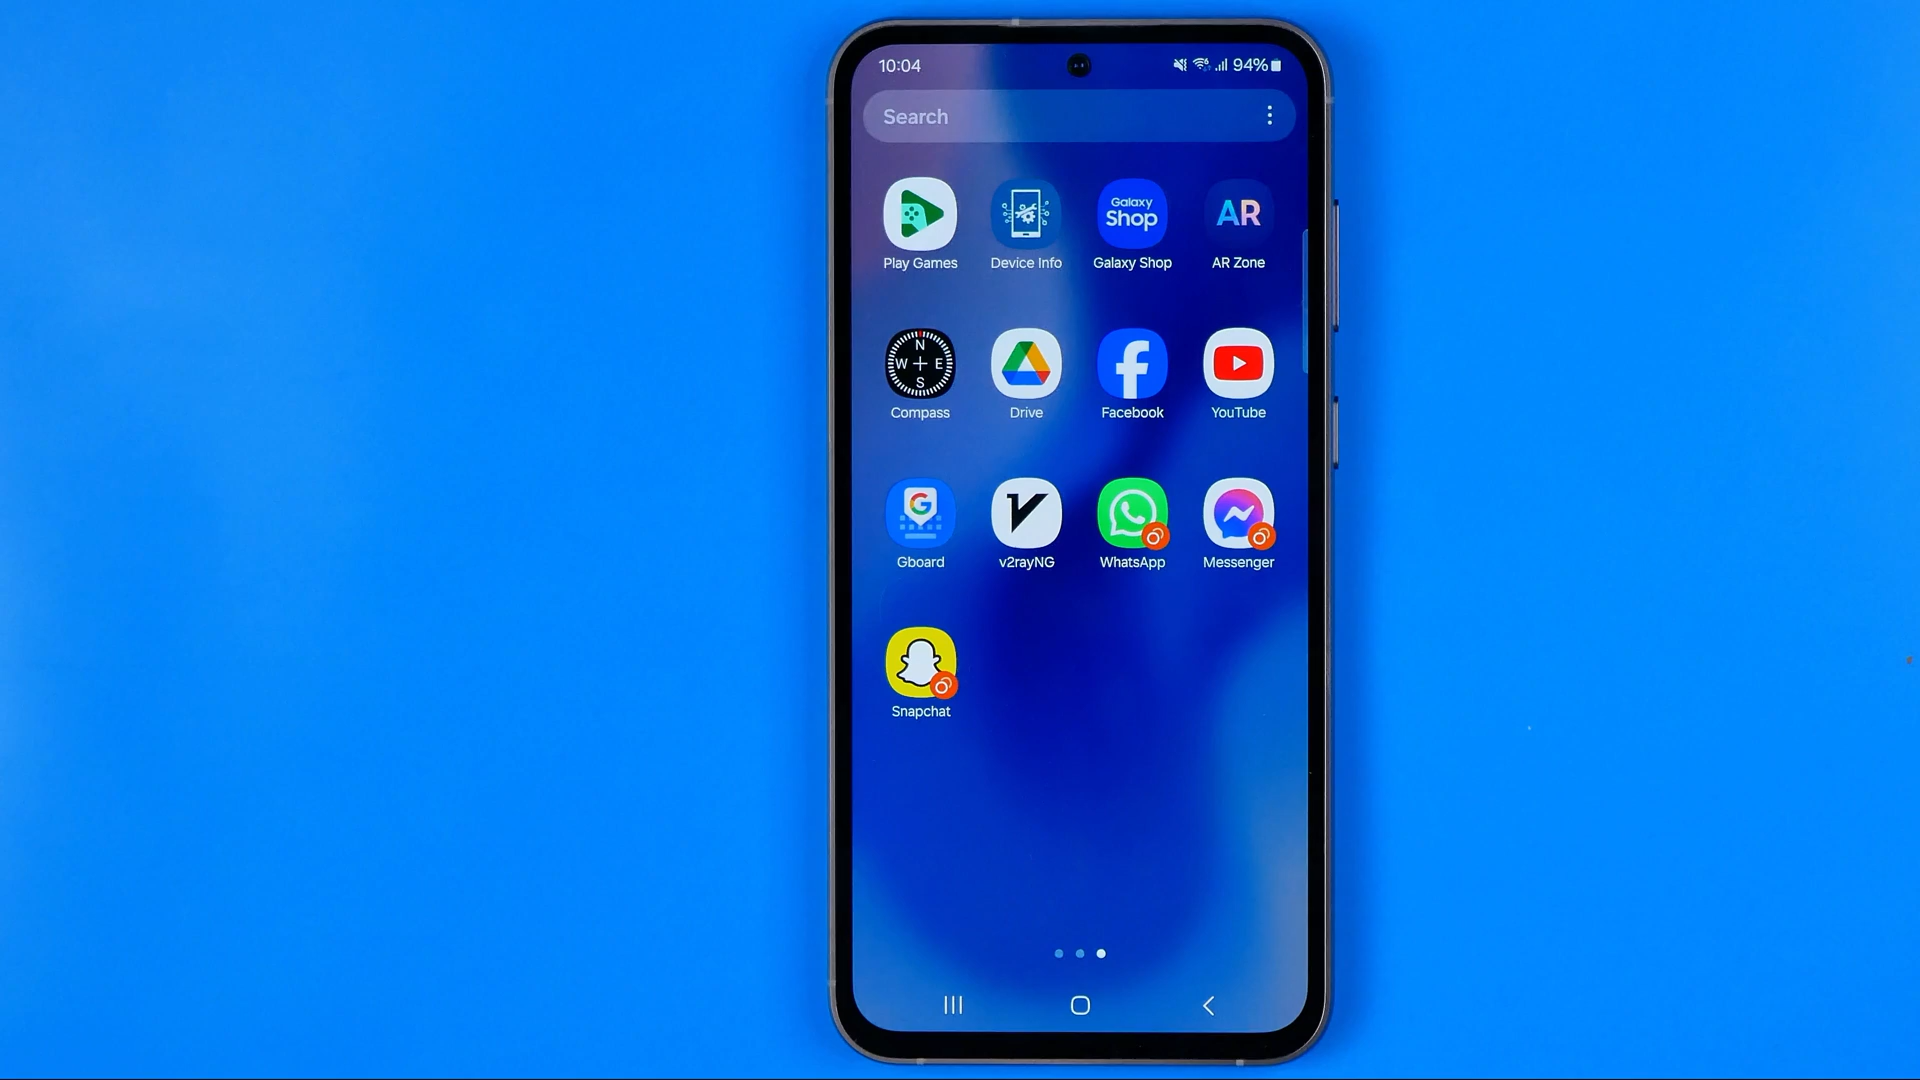 10:04
94%
Search
Galaxy
Shop
AR
Play Games
Device Info
Galaxy Shop
AR Zone
N
W
E
S
Compass
Drive
Facebook
YouTube
G
Gboard
v2rayNG
WhatsApp
Messenger
Snapchat